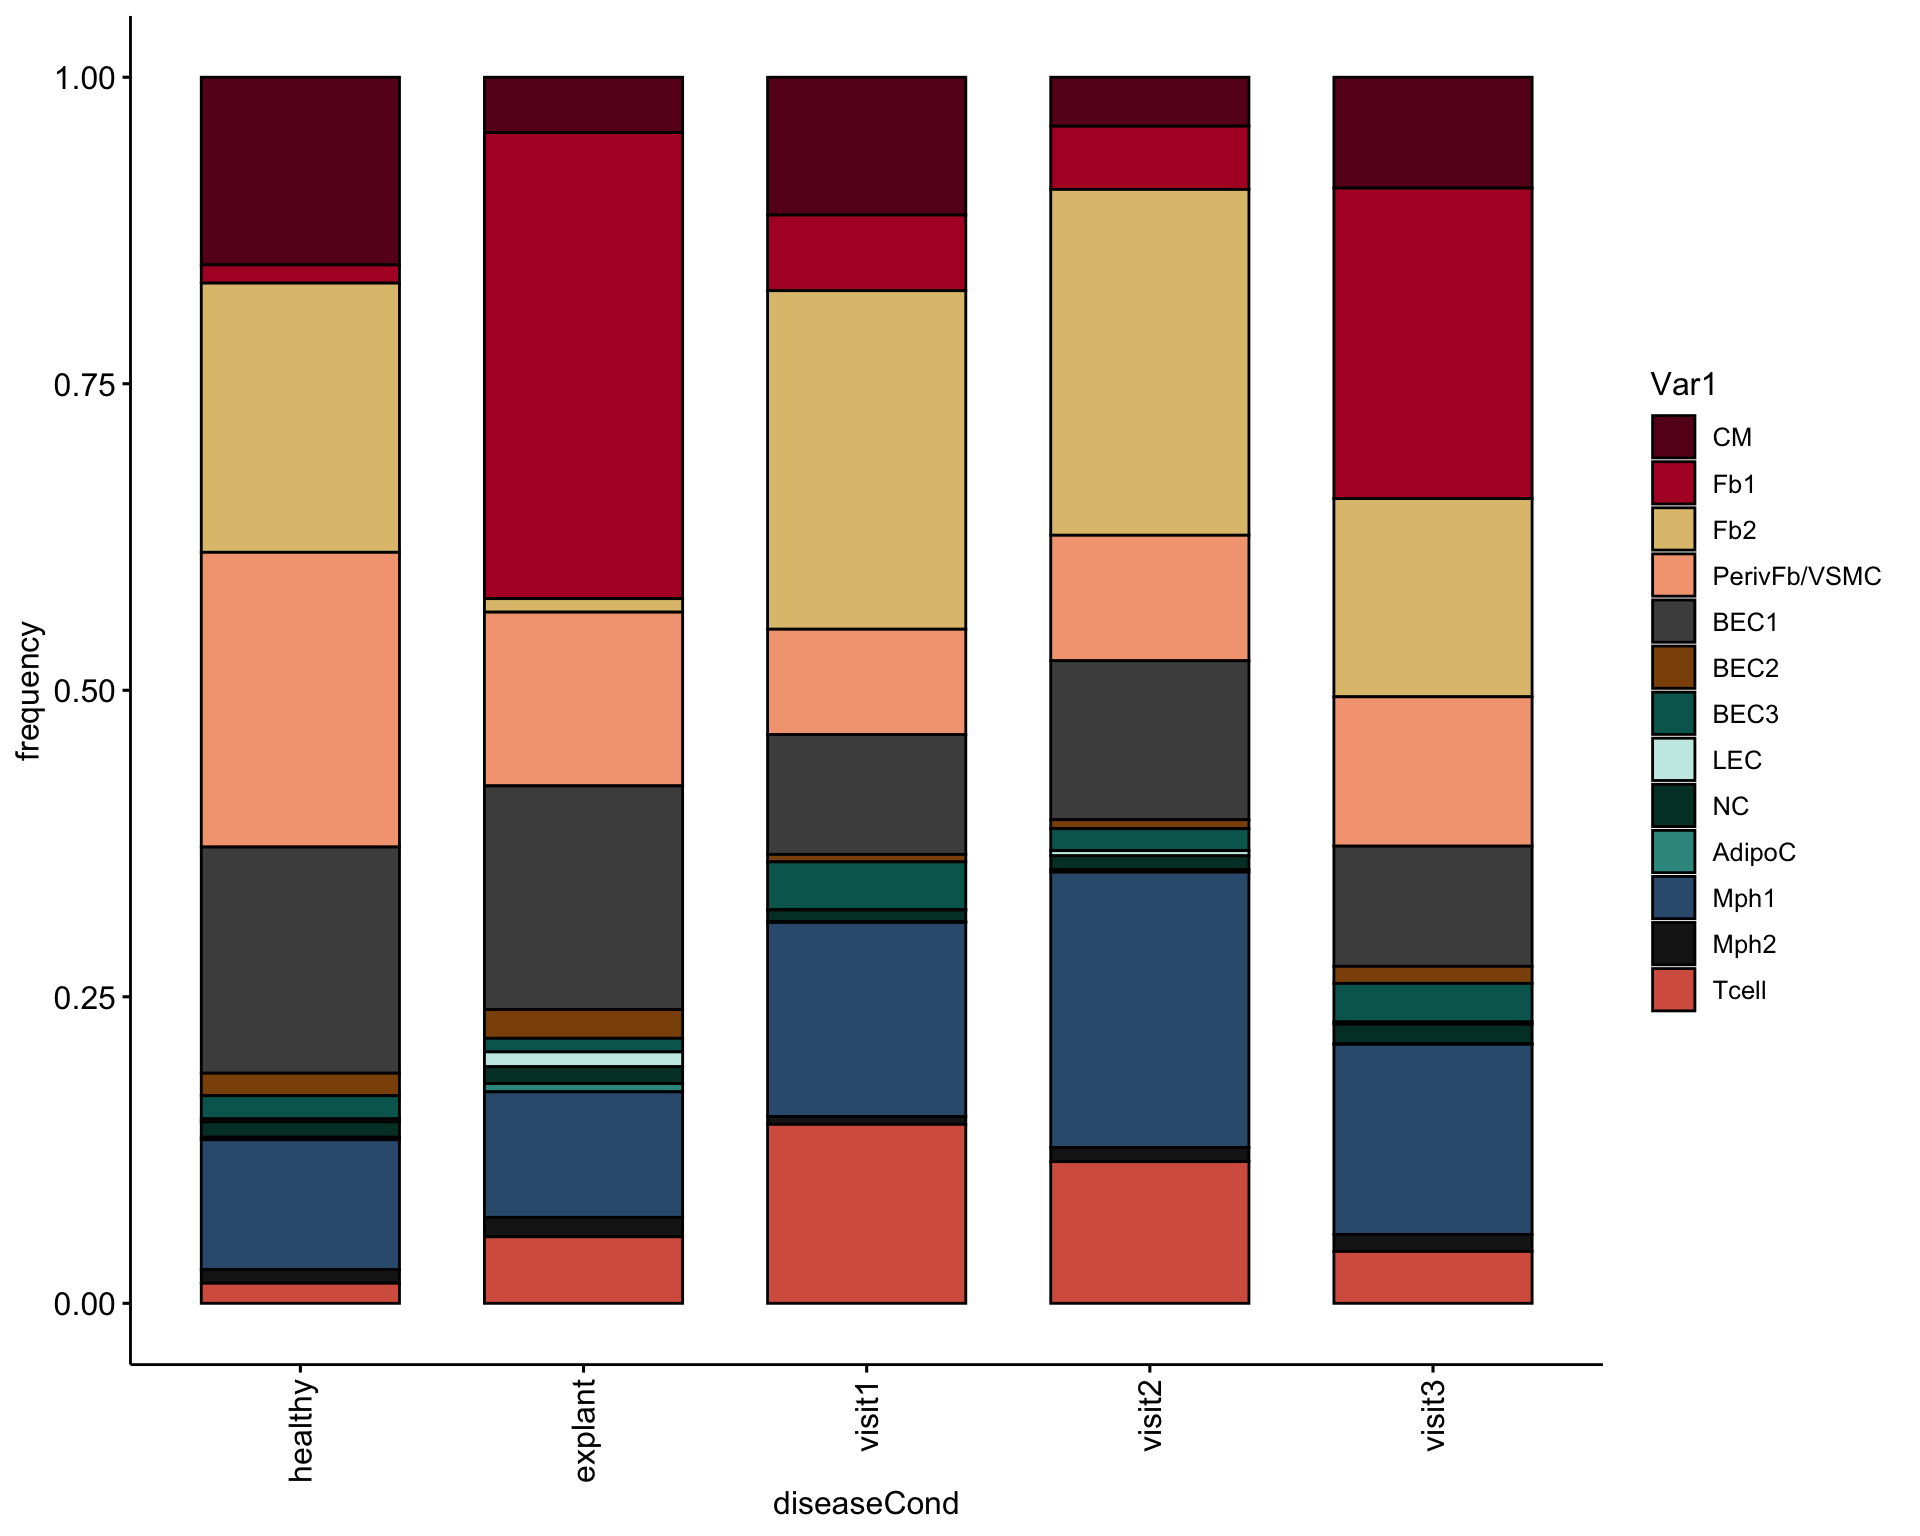 1.00
0.75
0.50
0.25
0.00
frequency
healthy
explant
visit1
visit2
visit3
diseaseCond
Var1
CM
Fb1
Fb2
PerivFb/VSMC
BEC1
BEC2
BEC3
LEC
NC
AdipoC
Mph1
Mph2
Tcell